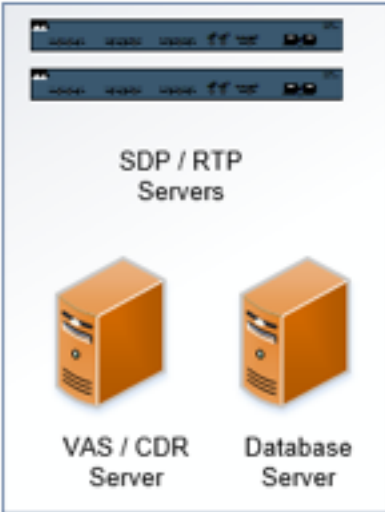 SDP / RTP
Servers
VAS / CDR
Server
Database
Server